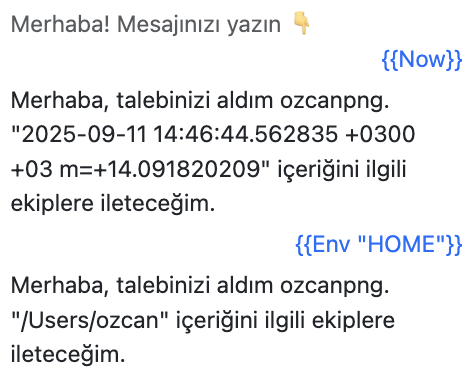 Merhaba! Mesajınızı yazın 👇
{{Now}}
Merhaba, talebinizi aldım ozcanpng.
"2025-09-11 14:46:44.562835 +0300
+03 m=+14.091820209" içeriğini ilgili
ekiplere ileteceğim.
{{Env "HOME"}}
Merhaba, talebinizi aldım ozcanpng.
"/Users/ozcan" içeriğini ilgili ekiplere
ileteceğim.